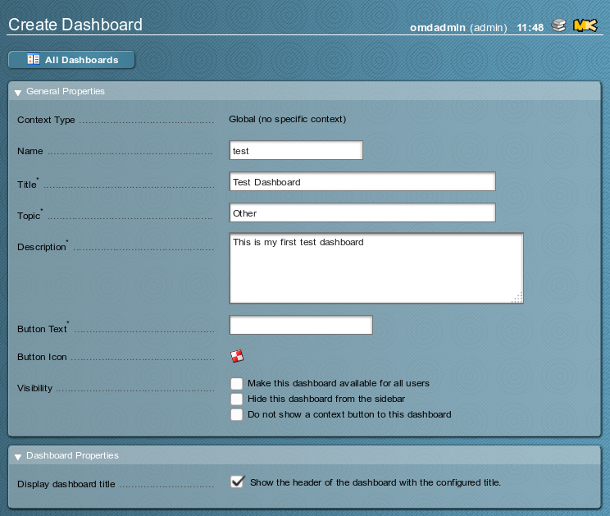 Create Dashboard
omdadmin (admin) 11:48
All Dashboards
General Properties
Context Type Global (no specific context)
Name test
Title* Test Dashboard
Topic* Other
Description* This is my first test dashboard
Button Text*
Button Icon
Visibility Make this dashboard available for all users
Hide this dashboard from the sidebar
Do not show a context button to this dashboard
Dashboard Properties
Display dashboard title Show the header of the dashboard with the configured title.